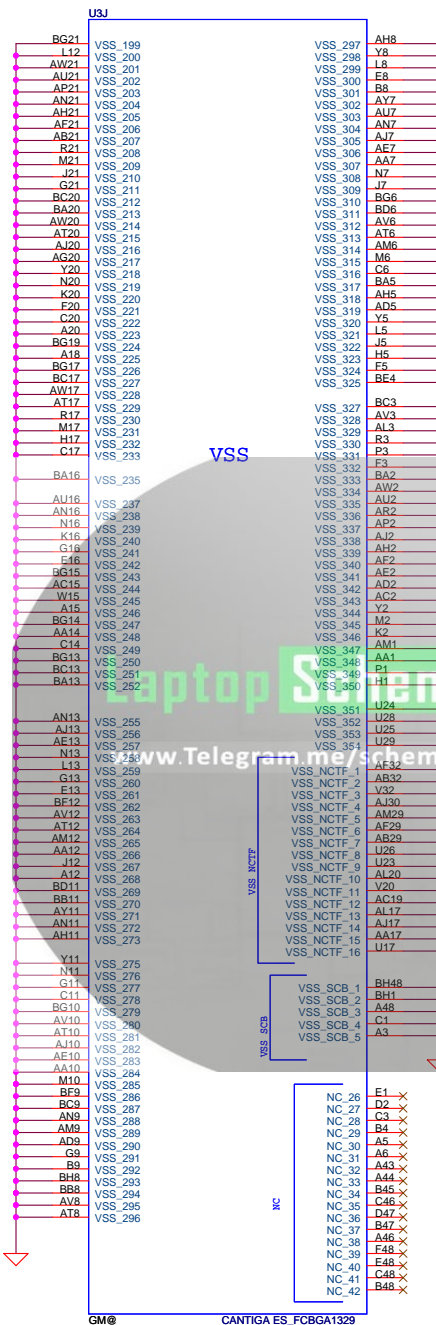 U3J
BG21 VSS_199
L12 VSS_200
AW21 VSS_201
AU21 VSS_202
AP21 VSS_203
AN21 VSS_204
AH21 VSS_205
AF21 VSS_206
AB21 VSS_207
R21 VSS_208
M21 VSS_209
J21 VSS_210
G21 VSS_211
BC20 VSS_212
BA20 VSS_213
AW20 VSS_214
AT20 VSS_215
AJ20 VSS_216
AG20 VSS_217
Y20 VSS_218
N20 VSS_219
K20 VSS_220
F20 VSS_221
C20 VSS_222
A20 VSS_223
BG19 VSS_224
A18 VSS_225
BG17 VSS_226
BC17 VSS_227
AW17 VSS_228
AT17 VSS_229
R17 VSS_230
M17 VSS_231
H17 VSS_232
C17 VSS_233
BA16 VSS_235
AU16 VSS_237
AN16 VSS_238
N16 VSS_239
K16 VSS_240
G16 VSS_241
E16 VSS_242
BG15 VSS_243
AC15 VSS_244
W15 VSS_245
A15 VSS_246
BG14 VSS_247
AA14 VSS_248
C14 VSS_249
BG13 VSS_250
BC13 VSS_251
BA13 VSS_252
AN13 VSS_255
AJ13 VSS_256
AE13 VSS_257
N13 VSS_258
L13 VSS_259
G13 VSS_260
E13 VSS_261
BF12 VSS_262
AV12 VSS_263
AT12 VSS_264
AM12 VSS_265
AA12 VSS_266
J12 VSS_267
A12 VSS_268
BD11 VSS_269
BB11 VSS_270
AY11 VSS_271
AN11 VSS_272
AH11 VSS_273
Y11 VSS_275
N11 VSS_276
G11 VSS_277
C11 VSS_278
BG10 VSS_279
AV10 VSS_280
AT10 VSS_281
AJ10 VSS_282
AE10 VSS_283
AA10 VSS_284
M10 VSS_285
BF9 VSS_286
BC9 VSS_287
AN9 VSS_288
AM9 VSS_289
AD9 VSS_290
G9 VSS_291
B9 VSS_292
BH8 VSS_293
BB8 VSS_294
AV8 VSS_295
AT8 VSS_296
VSS
Laptop Schem
www.Telegram.me/schem
VSS_297 AH8
VSS_298 Y8
VSS_299 L8
VSS_300 E8
VSS_301 B8
VSS_302 AY7
VSS_303 AU7
VSS_304 AN7
VSS_305 AJ7
VSS_306 AE7
VSS_307 AA7
VSS_308 N7
VSS_309 J7
VSS_310 BG6
VSS_311 BD6
VSS_312 AV6
VSS_313 AT6
VSS_314 AM6
VSS_315 M6
VSS_316 C6
VSS_317 BA5
VSS_318 AH5
VSS_319 AD5
VSS_320 Y5
VSS_321 L5
VSS_322 J5
VSS_323 H5
VSS_324 F5
VSS_325 BE4
VSS_327 BC3
VSS_328 AV3
VSS_329 AL3
VSS_330 R3
VSS_331 P3
VSS_332 F3
VSS_333 BA2
VSS_334 AW2
VSS_335 AU2
VSS_336 AR2
VSS_337 AP2
VSS_338 AJ2
VSS_339 AH2
VSS_340 AF2
VSS_341 AE2
VSS_342 AD2
VSS_343 AC2
VSS_344 Y2
VSS_345 M2
VSS_346 K2
VSS_347 AM1
VSS_348 AA1
VSS_349 P1
VSS_350 H1
VSS_351 U24
VSS_352 U28
VSS_353 U25
VSS_354 U29
VSS NCTF
VSS_NCTF_1 AF32
VSS_NCTF_2 AB32
VSS_NCTF_3 V32
VSS_NCTF_4 AJ30
VSS_NCTF_5 AM29
VSS_NCTF_6 AF29
VSS_NCTF_7 AB29
VSS_NCTF_8 U26
VSS_NCTF_9 U23
VSS_NCTF_10 AL20
VSS_NCTF_11 V20
VSS_NCTF_12 AC19
VSS_NCTF_13 AL17
VSS_NCTF_14 AJ17
VSS_NCTF_15 AA17
VSS_NCTF_16 U17
VSS SCB
VSS_SCB_1 BH48
VSS_SCB_2 BH1
VSS_SCB_3 A48
VSS_SCB_4 C1
VSS_SCB_5 A3
NC
NC_26 E1
NC_27 D2
NC_28 C3
NC_29 B4
NC_30 A5
NC_31 A6
NC_32 A43
NC_33 A44
NC_34 B45
NC_35 C46
NC_36 D47
NC_37 B47
NC_38 A46
NC_39 F48
NC_40 E48
NC_41 C48
NC_42 B48
GM@ CANTIGA ES_FCBGA1329